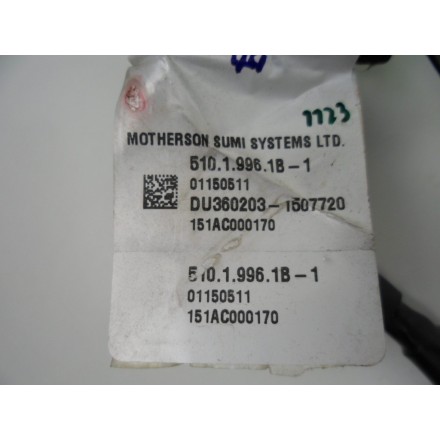 1123
MOTHERSON SUMI SYSTEMS LTD.
510.1.996.1B-1
01150511
DU360203-1507720
151AC000170
510.1.996.1B-1
01150511
151AC000170